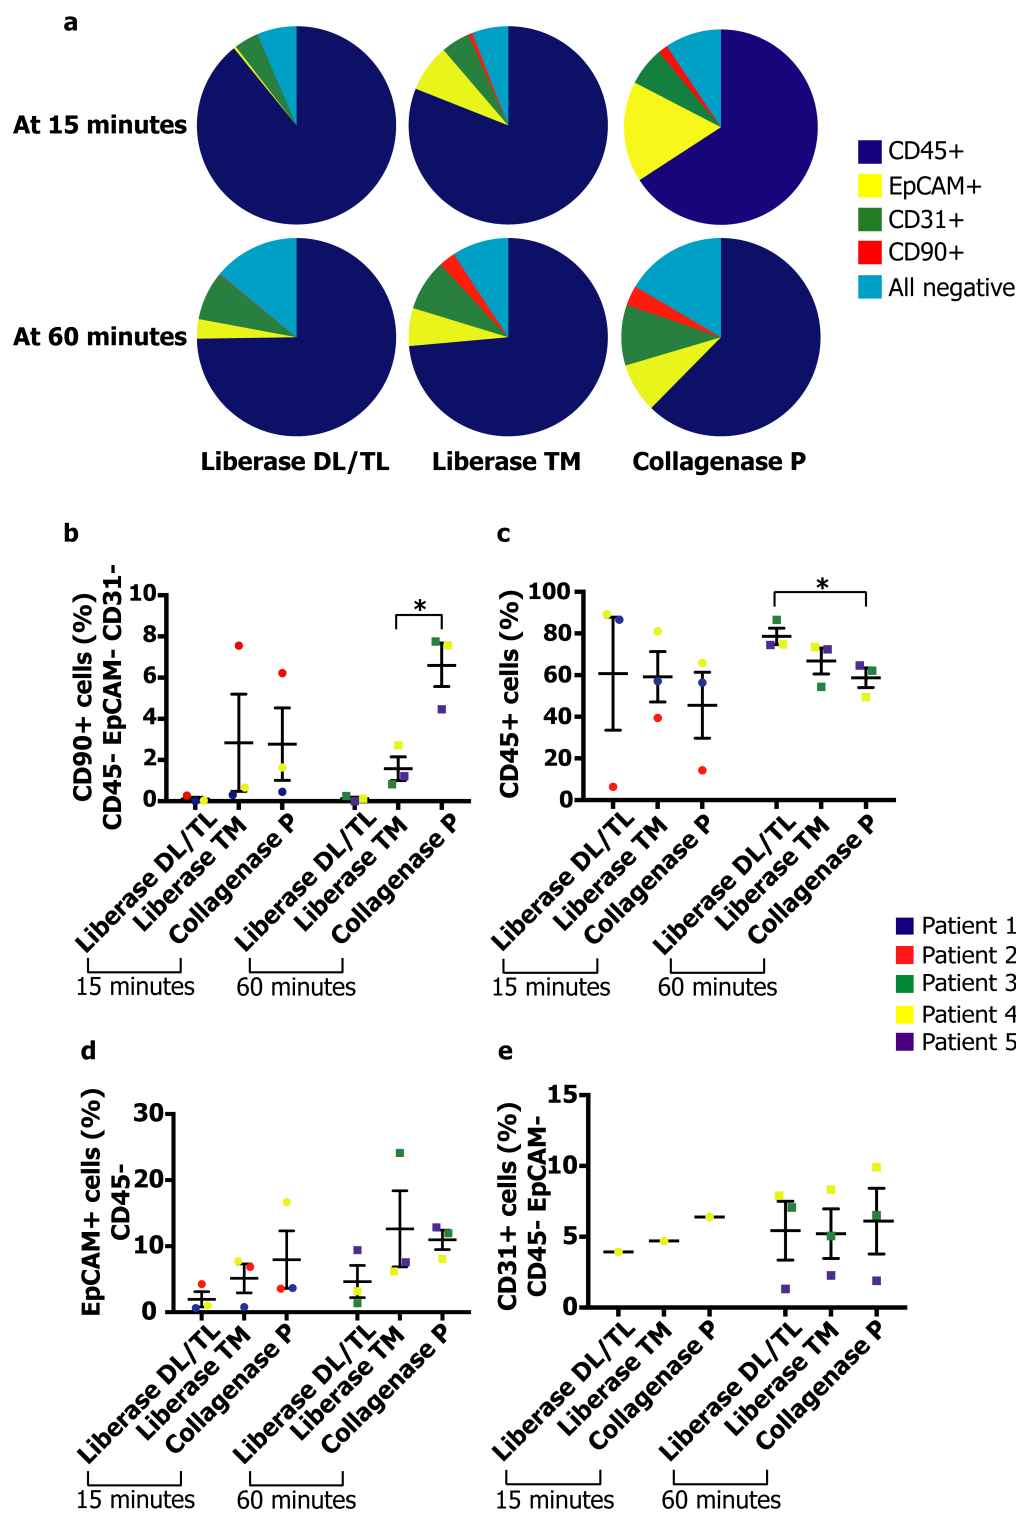 a
At 15 minutes
CD45+
EpCAM+
CD31+
CD90+
All negative
At 60 minutes
Liberase DL/TL
Liberase TM
Collagenase P
b
CD90+ cells (%)
CD45- EpCAM- CD31-
10
8
6
4
2
0
*
Liberase DL/TL
Liberase TM
Collagenase P
Liberase DL/TL
Liberase TM
Collagenase P
15 minutes
60 minutes
c
CD45+ cells (%)
100
80
60
40
20
0
*
Liberase DL/TL
Liberase TM
Collagenase P
Liberase DL/TL
Liberase TM
Collagenase P
15 minutes
60 minutes
Patient 1
Patient 2
Patient 3
Patient 4
Patient 5
d
EpCAM+ cells (%)
CD45-
30
20
10
0
Liberase DL/TL
Liberase TM
Collagenase P
Liberase DL/TL
Liberase TM
Collagenase P
15 minutes
60 minutes
e
CD31+ cells (%)
CD45- EpCAM-
15
10
5
0
Liberase DL/TL
Liberase TM
Collagenase P
Liberase DL/TL
Liberase TM
Collagenase P
15 minutes
60 minutes